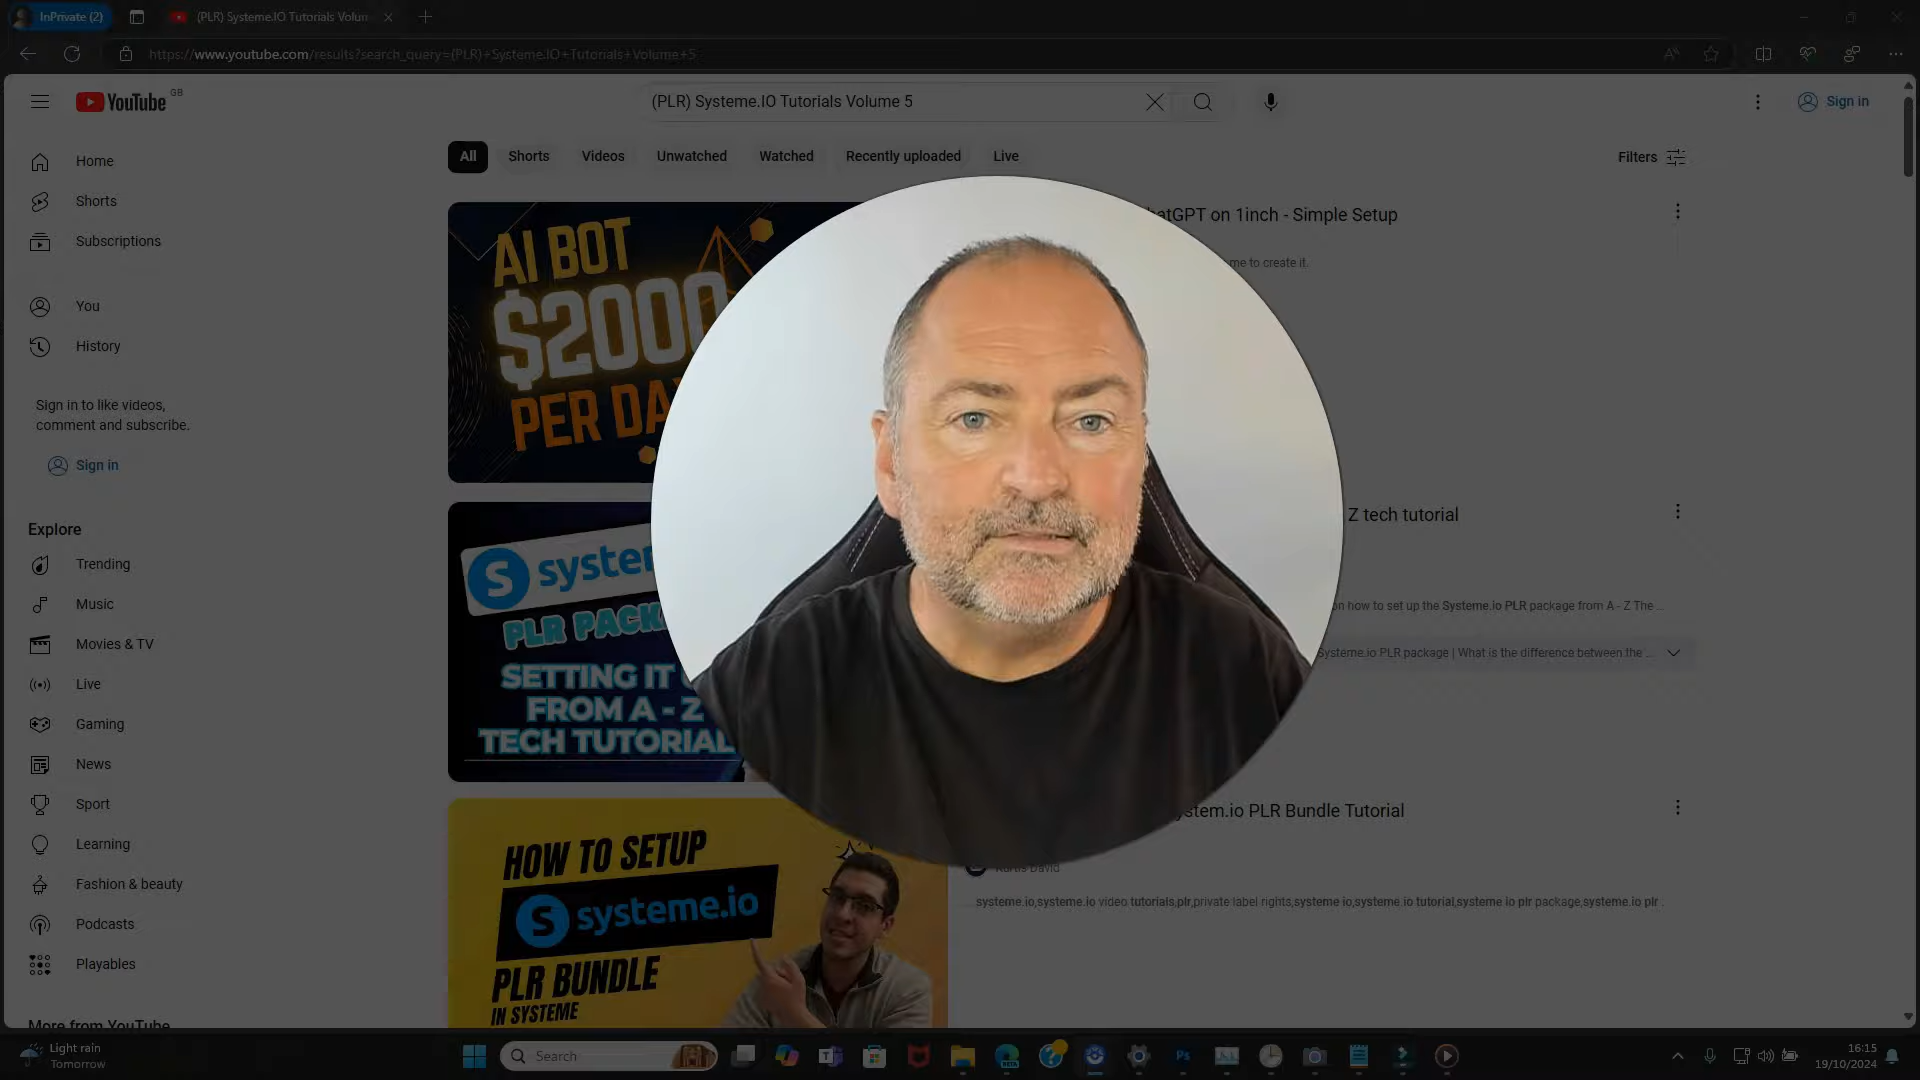 InPrivate (2)
(PLR) Systeme.IO Tutorials Volum
https://www.youtube.com/results?search_query=(PLR)+Systeme.IO+Tutorials+Volume+5
YouTube GB
(PLR) Systeme.IO Tutorials Volume 5
Sign in
All
Shorts
Videos
Unwatched
Watched
Recently uploaded
Live
Filters
Home
Shorts
Subscriptions
You
History
Sign in to like videos,
comment and subscribe.
Sign in
Explore
Trending
Music
Movies & TV
Live
Gaming
News
Sport
Learning
Fashion & beauty
Podcasts
Playables
More from YouTube
AI BOT
$2000
PER DA
hatGPT on 1inch - Simple Setup
me to create it.
systen
PLR PACK
SETTING IT
FROM A - Z
TECH TUTORIAL
Z tech tutorial
on how to set up the Systeme.io PLR package from A - Z The ...
Systeme.io PLR package | What is the difference between the ...
HOW TO SETUP
systeme.io
PLR BUNDLE
IN SYSTEME
ystem.io PLR Bundle Tutorial
Kurtis David
systeme.io,systeme.io video tutorials,plr,private label rights,systeme io,systeme.io tutorial,systeme io plr package,systeme.io plr
Light rain
Tomorrow
Search
16:15
19/10/2024